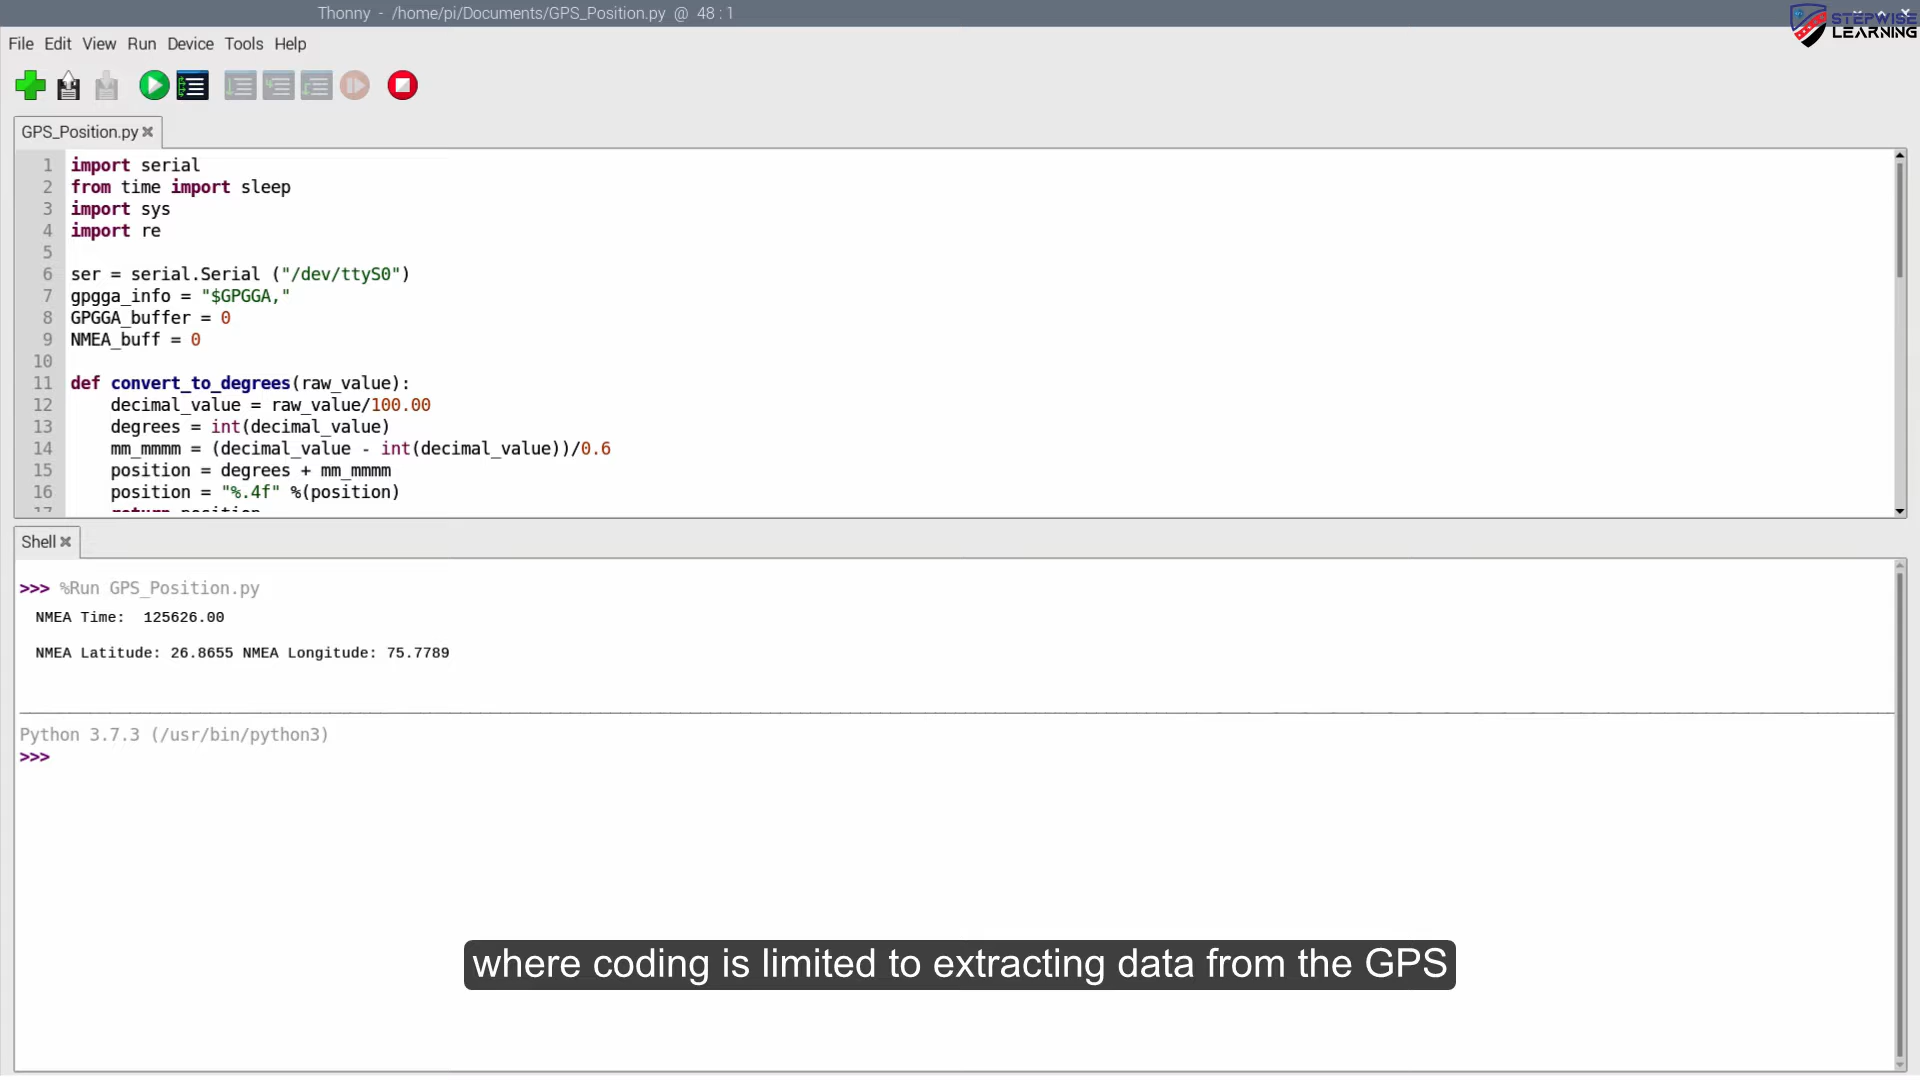 Thonny - /home/pi/Documents/GPS_Position.py @ 48 : 1
STEPWISE
LEARNING
File Edit View Run Device Tools Help
GPS_Position.py
1 import serial
2 from time import sleep
3 import sys
4 import re
5
6 ser = serial.Serial ("/dev/ttyS0")
7 gpgga_info = "$GPGGA,"
8 GPGGA_buffer = 0
9 NMEA_buff = 0
10
11 def convert_to_degrees(raw_value):
12 decimal_value = raw_value/100.00
13 degrees = int(decimal_value)
14 mm_mmmm = (decimal_value - int(decimal_value))/0.6
15 position = degrees + mm_mmmm
16 position = "%.4f" %(position)
17 return position
Shell
>>> %Run GPS_Position.py
NMEA Time: 125626.00
NMEA Latitude: 26.8655 NMEA Longitude: 75.7789
Python 3.7.3 (/usr/bin/python3)
>>>
where coding is limited to extracting data from the GPS